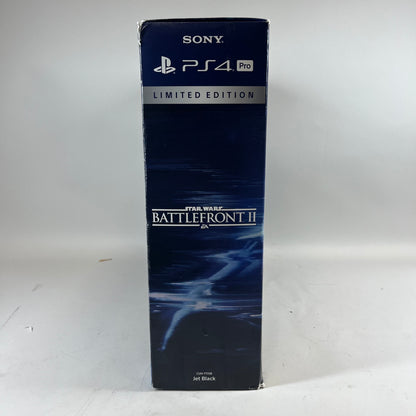 SONY
PS4 Pro
LIMITED EDITION
STAR WARS
BATTLEFRONT II
EA
Jet Black